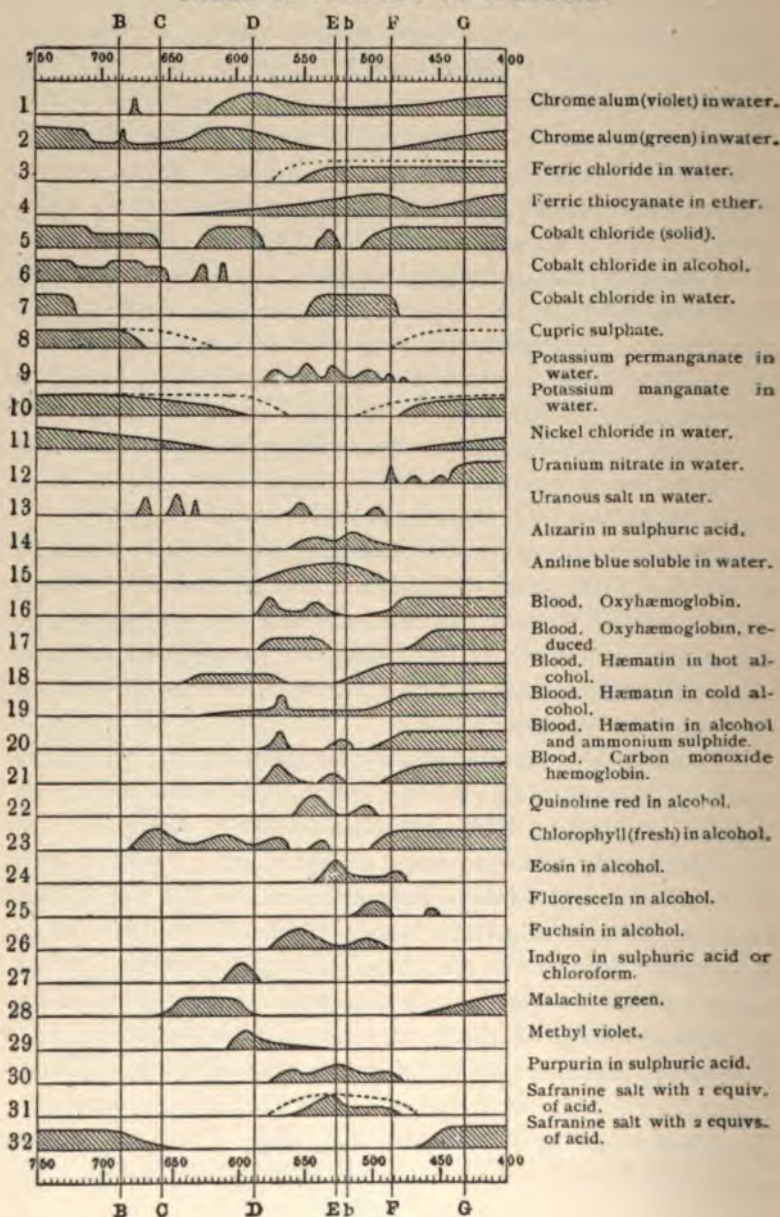 B C D E b F G
750 700 650 600 550 500 450 400
1 Chrome alum (violet) in water.
2 Chrome alum (green) in water.
3 Ferric chloride in water.
4 Ferric thiocyanate in ether.
5 Cobalt chloride (solid).
6 Cobalt chloride in alcohol.
7 Cobalt chloride in water.
8 Cupric sulphate.
9 Potassium permanganate in
water.
10 Potassium manganate in
water.
11 Nickel chloride in water.
12 Uranium nitrate in water.
13 Uranous salt in water.
14 Alizarin in sulphuric acid.
15 Aniline blue soluble in water.
16 Blood. Oxyhæmoglobin.
17 Blood. Oxyhæmoglobin, re-
duced
18 Blood. Hæmatin in hot al-
cohol.
19 Blood. Hæmatin in cold al-
cohol.
20 Blood. Hæmatin in alcohol
and ammonium sulphide.
21 Blood. Carbon monoxide
hæmoglobin.
22 Quinoline red in alcohol.
23 Chlorophyll (fresh) in alcohol.
24 Eosin in alcohol.
25 Fluorescein in alcohol.
26 Fuchsin in alcohol.
27 Indigo in sulphuric acid or
chloroform.
28 Malachite green.
29 Methyl violet.
30 Purpurin in sulphuric acid.
31 Safranine salt with 1 equiv.
of acid.
32 Safranine salt with 2 equivs.
of acid.
750 700 650 600 550 500 450 400
B C D E b F G